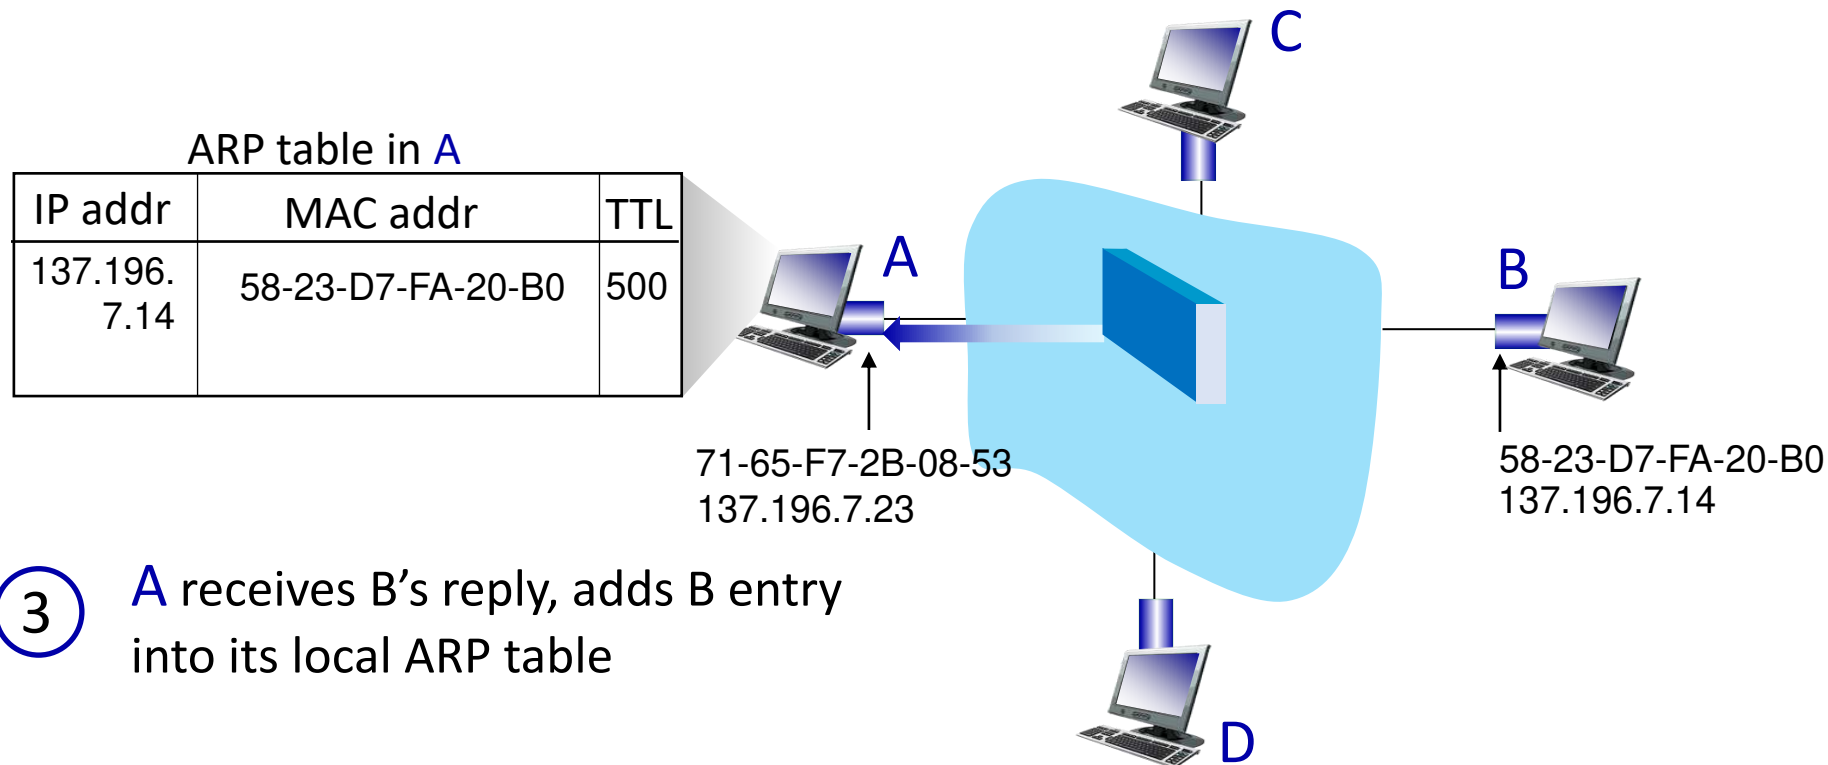 C
ARP table in A
IP addr MAC addr TTL
137.196.
7.14
58-23-D7-FA-20-B0 500
A
B
71-65-F7-2B-08-53
137.196.7.23
58-23-D7-FA-20-B0
137.196.7.14
3
A receives B’s reply, adds B entry
into its local ARP table
D